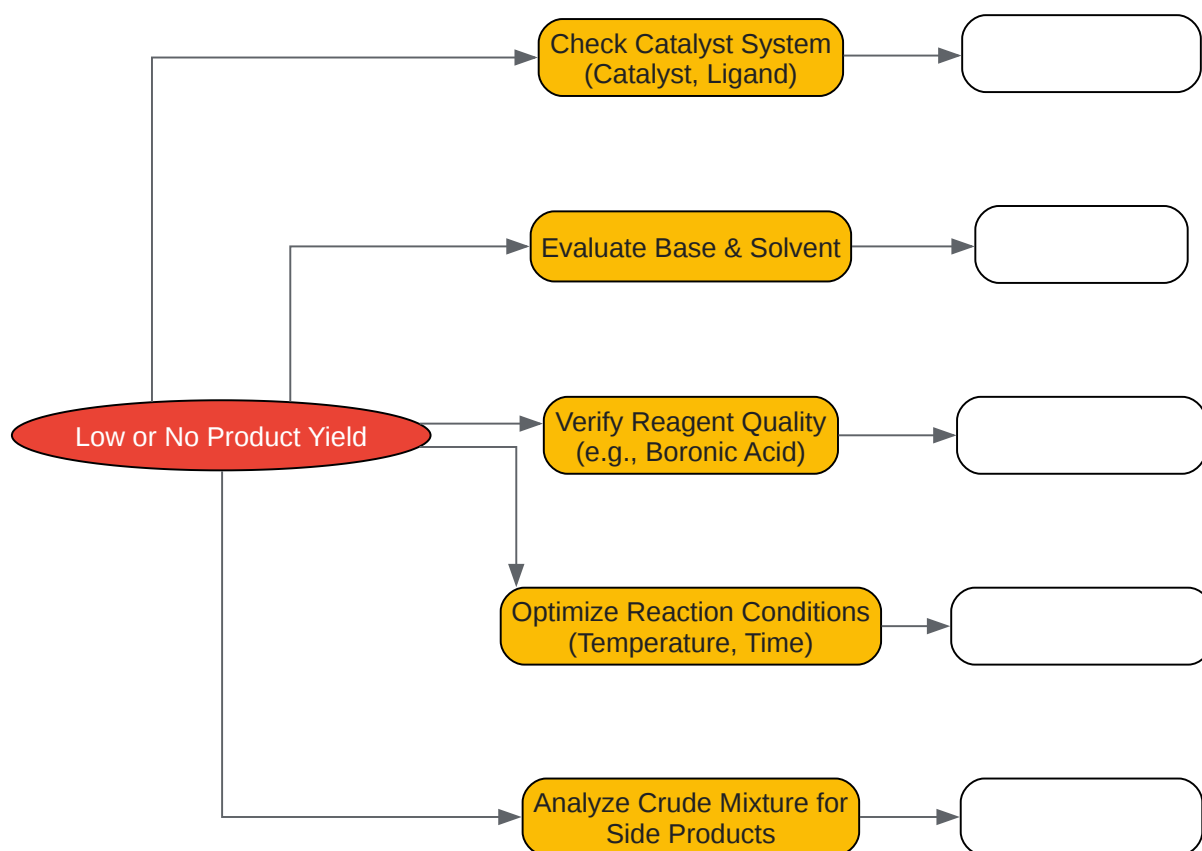 Check Catalyst System
(Catalyst, Ligand)
Evaluate Base & Solvent
Low or No Product Yield
Verify Reagent Quality
(e.g., Boronic Acid)
Optimize Reaction Conditions
(Temperature, Time)
Analyze Crude Mixture for
Side Products